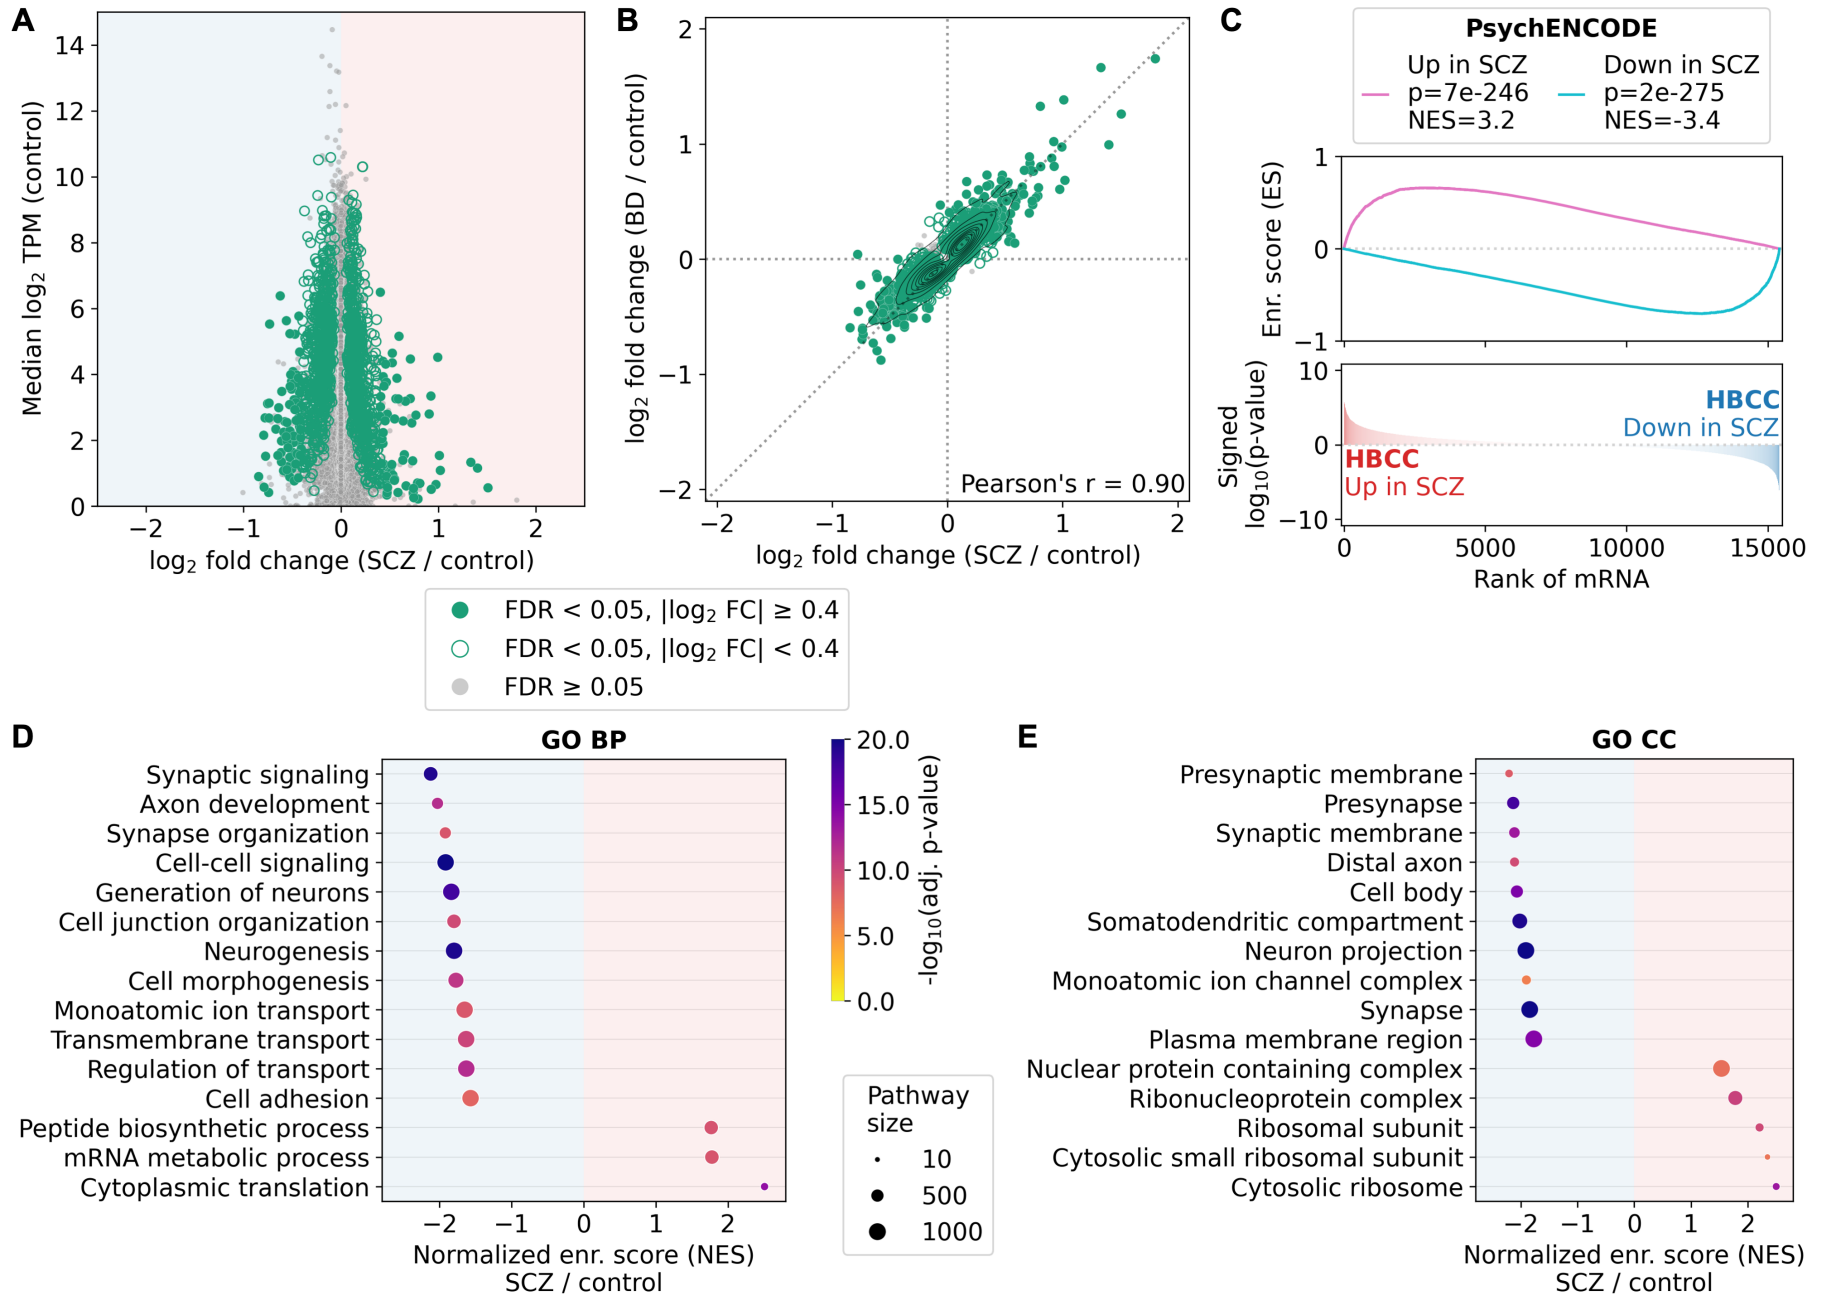 A
Median log₂ TPM (control)
14
12
10
8
6
4
2
0
−2
−1
0
1
2
log₂ fold change (SCZ / control)
B
log₂ fold change (BD / control)
2
1
0
−1
−2
Pearson's r = 0.90
−2
−1
0
1
2
log₂ fold change (SCZ / control)
C
PsychENCODE
Up in SCZ
p=7e-246
NES=3.2
Down in SCZ
p=2e-275
NES=-3.4
Enr. score (ES)
1
0
−1
Signed
log₁₀(p-value)
10
0
−10
HBCC
Down in SCZ
HBCC
Up in SCZ
0
5000
10000
15000
Rank of mRNA
FDR < 0.05, |log₂ FC| ≥ 0.4
FDR < 0.05, |log₂ FC| < 0.4
FDR ≥ 0.05
D
GO BP
Synaptic signaling
Axon development
Synapse organization
Cell-cell signaling
Generation of neurons
Cell junction organization
Neurogenesis
Cell morphogenesis
Monoatomic ion transport
Transmembrane transport
Regulation of transport
Cell adhesion
Peptide biosynthetic process
mRNA metabolic process
Cytoplasmic translation
−2
−1
0
1
2
Normalized enr. score (NES)
SCZ / control
20.0
15.0
10.0
5.0
0.0
-log₁₀(adj. p-value)
Pathway
size
10
500
1000
E
GO CC
Presynaptic membrane
Presynapse
Synaptic membrane
Distal axon
Cell body
Somatodendritic compartment
Neuron projection
Monoatomic ion channel complex
Synapse
Plasma membrane region
Nuclear protein containing complex
Ribonucleoprotein complex
Ribosomal subunit
Cytosolic small ribosomal subunit
Cytosolic ribosome
−2
−1
0
1
2
Normalized enr. score (NES)
SCZ / control